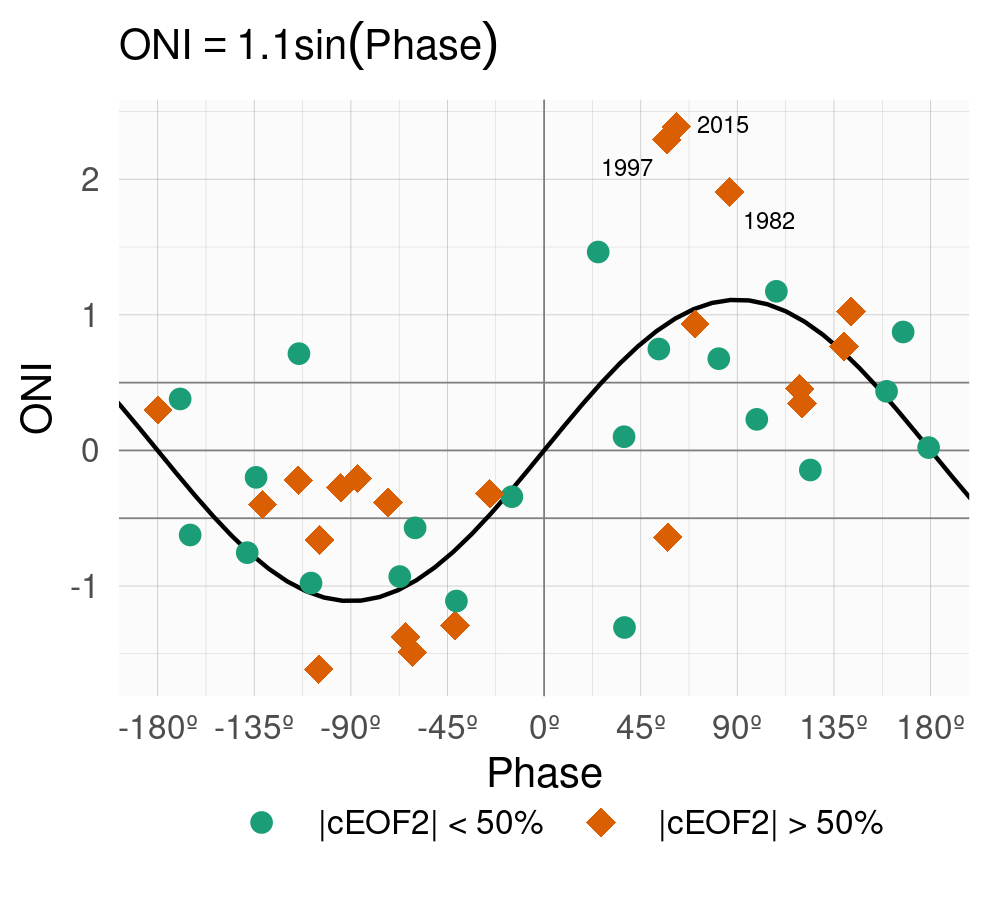 ONI = 1.1sin(Phase)
2015
1997
1982
2
1
0
-1
ONI
-180º -135º -90º -45º 0º 45º 90º 135º 180º
Phase
|cEOF2| < 50% |cEOF2| > 50%